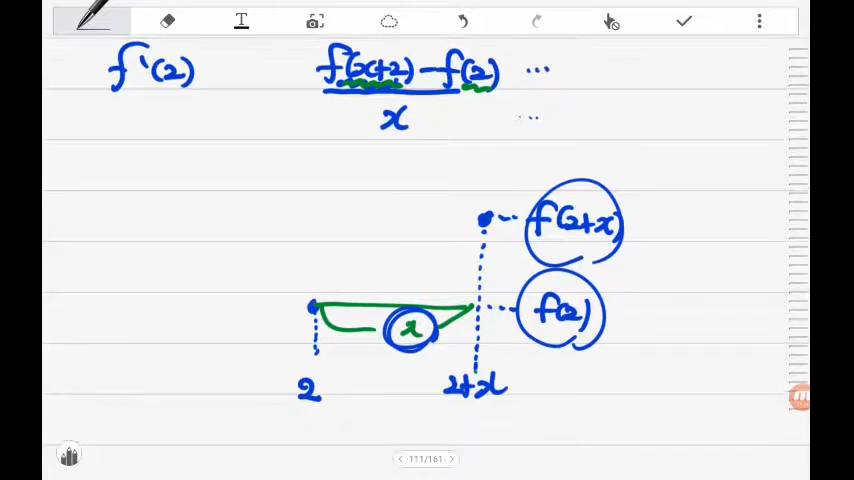 T
f'(2) f(x+2) - f(2) ...
x ...
f(2+x)
f(2)
x
2 2+x
111/161